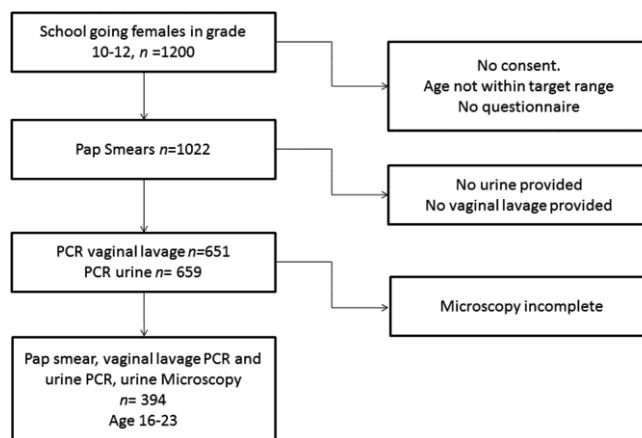 School going females in grade
10-12, n =1200
No consent.
Age not within target range
No questionnaire
Pap Smears n=1022
No urine provided
No vaginal lavage provided
PCR vaginal lavage n=651
PCR urine n= 659
Microscopy incomplete
Pap smear, vaginal lavage PCR and
urine PCR, urine Microscopy
n= 394
Age 16-23